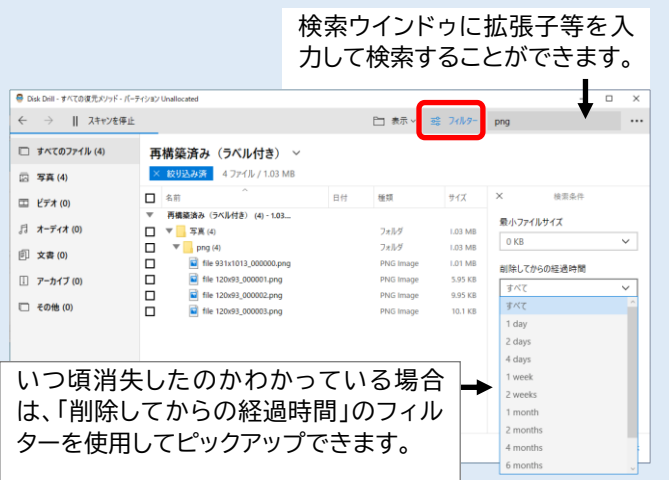 検索ウインドゥに拡張子等を入
力して検索することができます。
Disk Drill - すべての復元メソッド - パーティション Unallocated
スキャンを停止
表示
フィルター
png
すべてのファイル (4)
写真 (4)
ビデオ (0)
オーディオ (0)
文書 (0)
アーカイブ (0)
その他 (0)
再構築済み（ラベル付き）
× 絞り込み済 4 ファイル / 1.03 MB
名前 日付 種類 サイズ
再構築済み（ラベル付き） (4) - 1.03...
写真 (4) フォルダ 1.03 MB
png (4) フォルダ 1.03 MB
file 931x1013_000000.png PNG Image 1.01 MB
file 120x93_000001.png PNG Image 5.95 KB
file 120x93_000002.png PNG Image 9.95 KB
file 120x93_000003.png PNG Image 10.1 KB
検索条件
最小ファイルサイズ
0 KB
削除してからの経過時間
すべて
すべて
1 day
2 days
4 days
1 week
2 weeks
1 month
2 months
4 months
6 months
いつ頃消失したのかわかっている場合
は、「削除してからの経過時間」のフィル
ターを使用してピックアップできます。